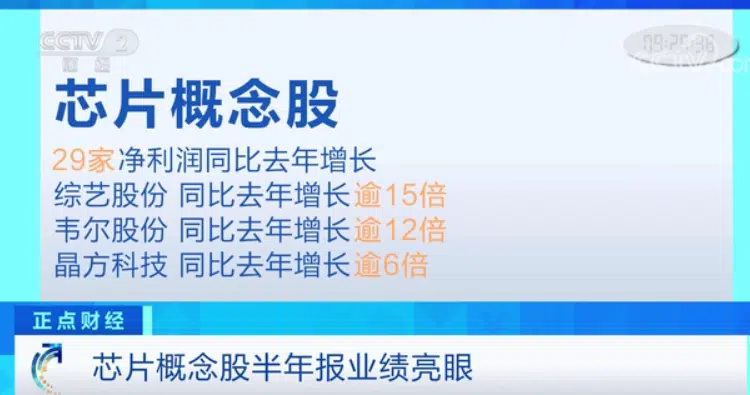 CCTV 2
财经
芯片概念股
29家净利润同比去年增长
综艺股份 同比去年增长逾15倍
韦尔股份 同比去年增长逾12倍
晶方科技 同比去年增长逾6倍
正点财经
芯片概念股半年报业绩亮眼